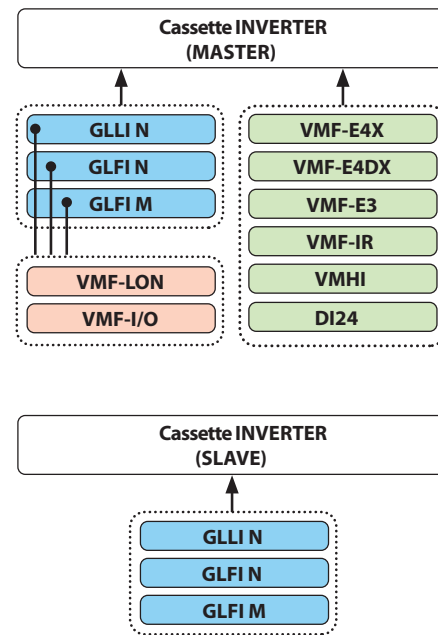 Cassette INVERTER
(MASTER)
GLLI N
GLFI N
GLFI M
VMF-LON
VMF-I/O
VMF-E4X
VMF-E4DX
VMF-E3
VMF-IR
VMHI
DI24
Cassette INVERTER
(SLAVE)
GLLI N
GLFI N
GLFI M